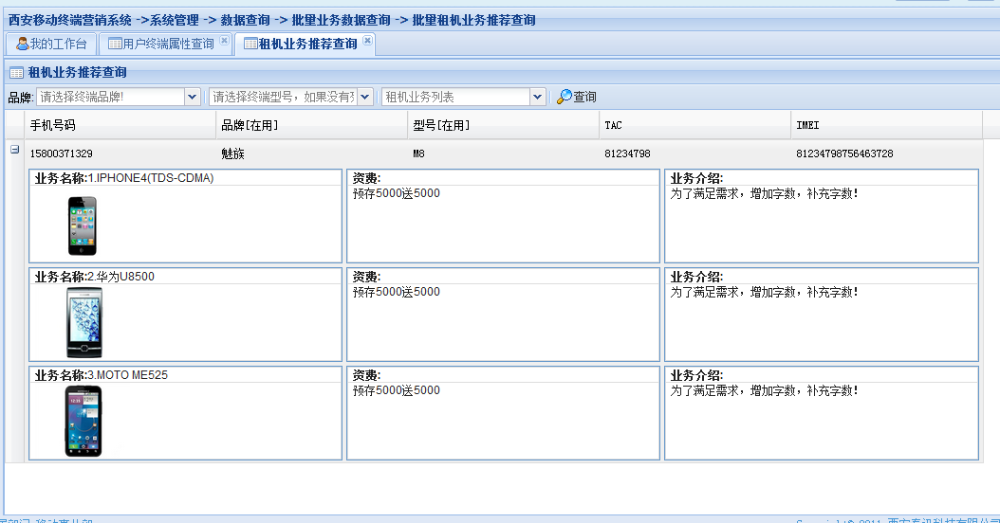 西安移动终端营销系统 ->系统管理 -> 数据查询 -> 批量业务数据查询 -> 批量租机业务推荐查询
我的工作台 用户终端属性查询 租机业务推荐查询
租机业务推荐查询
品牌: 请选择终端品牌! 请选择终端型号，如果没有 租机业务列表 查询
手机号码 品牌[在用] 型号[在用] TAC IMEI
15800371329 魅族 M8 81234798 81234798756463728
业务名称:1.IPHONE4(TDS-CDMA) 资费: 业务介绍:
预存5000送5000 为了满足需求，增加字数，补充字数!
业务名称:2.华为U8500 资费: 业务介绍:
预存5000送5000 为了满足需求，增加字数，补充字数!
业务名称:3.MOTO ME525 资费: 业务介绍:
预存5000送5000 为了满足需求，增加字数，补充字数!